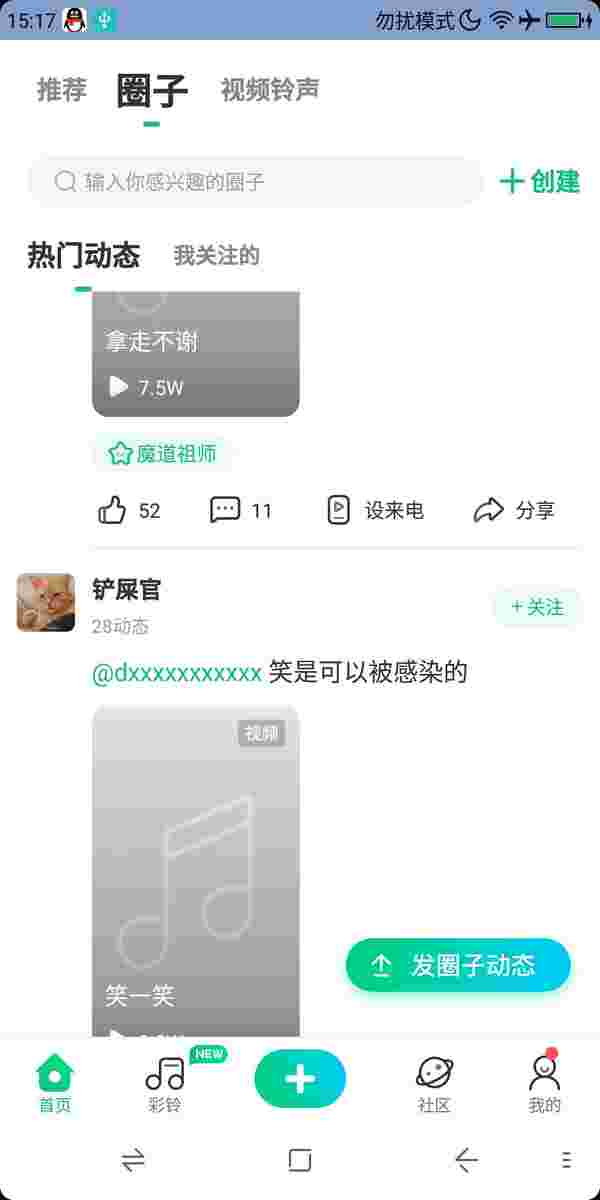 15:17
勿扰模式
推荐 圈子 视频铃声
输入你感兴趣的圈子
创建
热门动态 我关注的
拿走不谢
7.5W
魔道祖师
52 11 设来电 分享
铲屎官
28动态
+关注
@dxxxxxxxxxxx 笑是可以被感染的
视频
笑一笑
发圈子动态
NEW
首页 彩铃 社区 我的